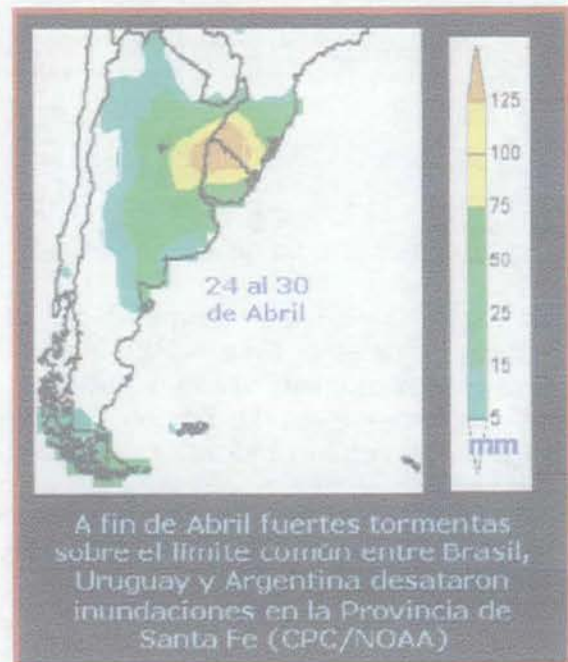 24 al 30
de Abril
125
100
75
50
25
15
5
mm
A fin de Abril fuertes tormentas
sobre el límite común entre Brasil,
Uruguay y Argentina desataron
inundaciones en la Provincia de
Santa Fe (CPC/NOAA)